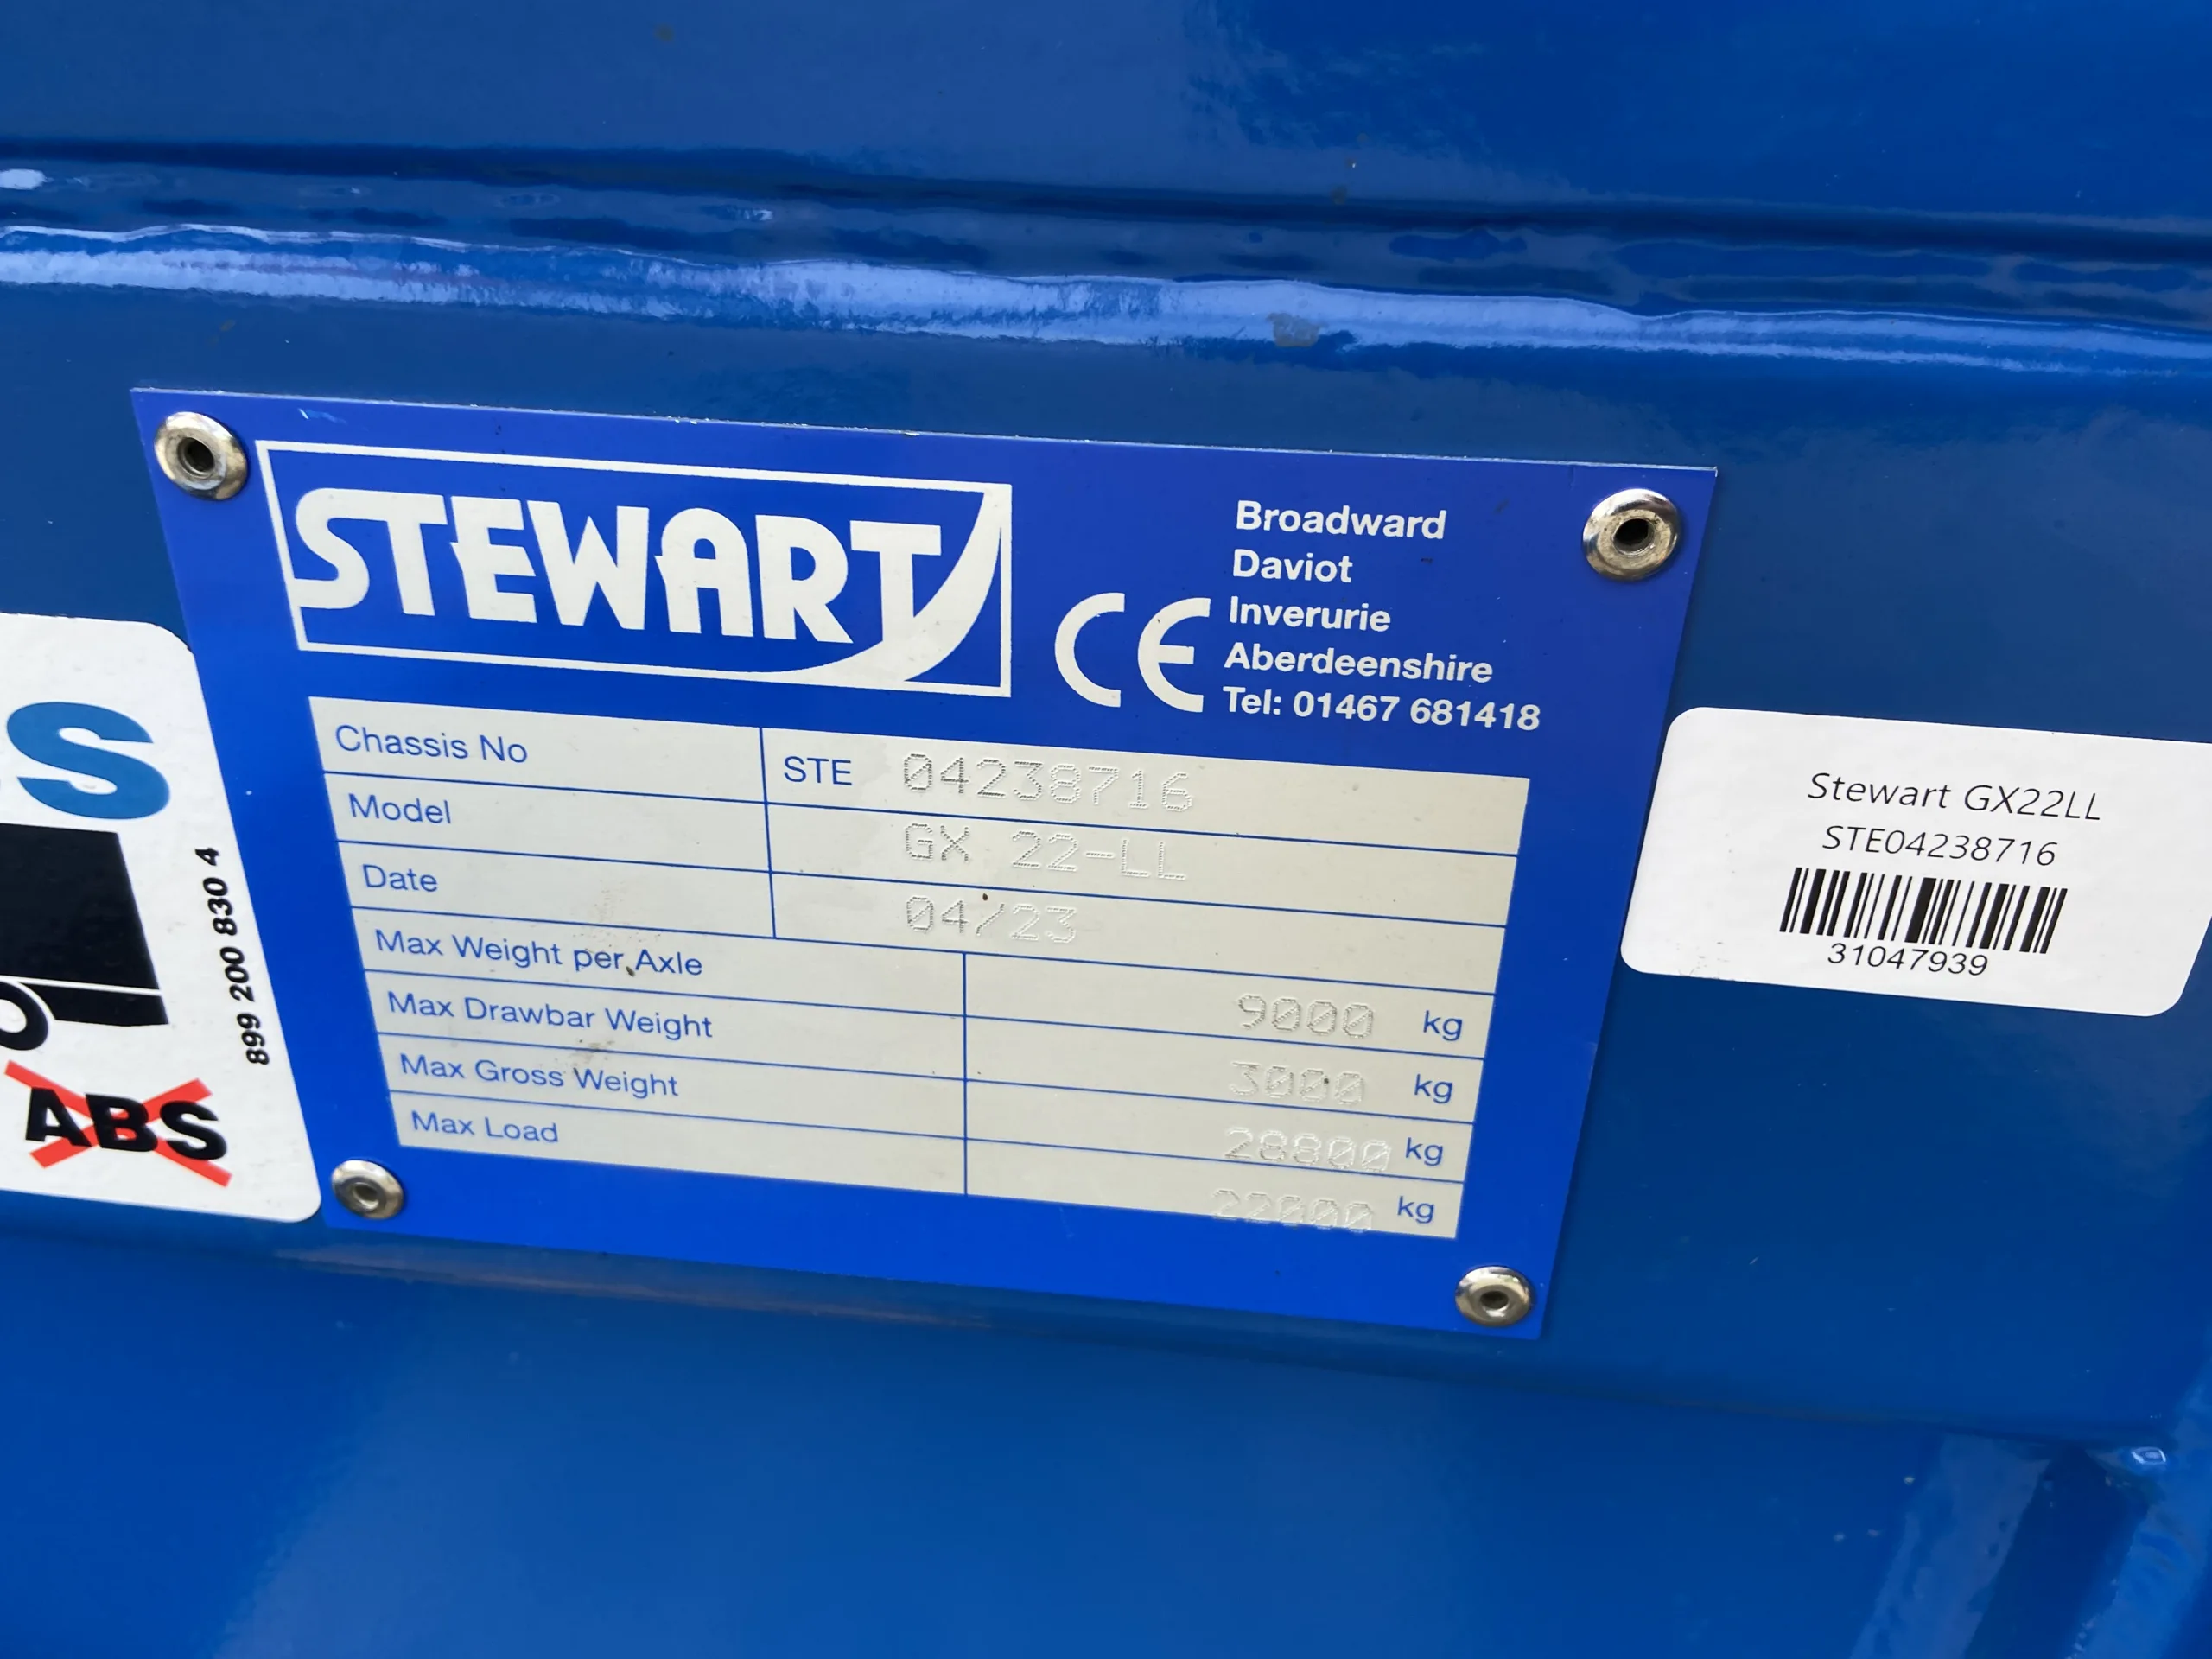 STEWART
CE
Broadward
Daviot
Inverurie
Aberdeenshire
Tel: 01467 681418
Chassis No STE 04238716
Model GX 22-LL
Date 04/23
Max Weight per Axle 9000 kg
Max Drawbar Weight 3000 kg
Max Gross Weight 28800 kg
Max Load 22000 kg
Stewart GX22LL
STE04238716
31047939
S
899 200 830 4
ABS